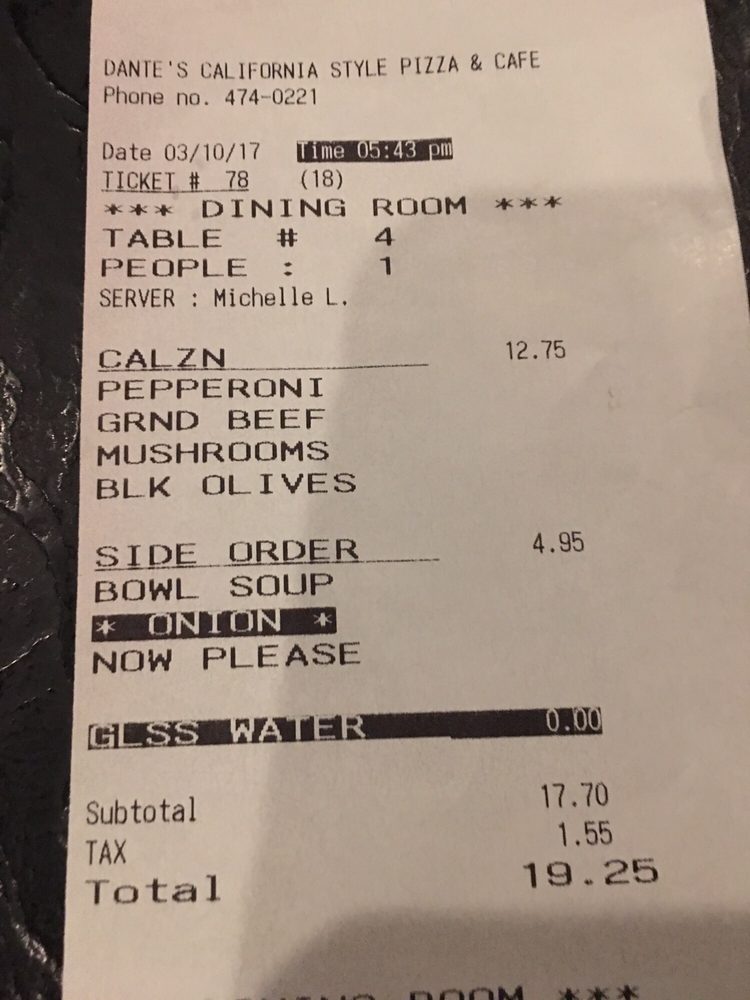 DANTE'S CALIFORNIA STYLE PIZZA & CAFE
Phone no. 474-0221
Date 03/10/17 Time 05:43 pm
TICKET # 78 (18)
*** DINING ROOM ***
TABLE # 4
PEOPLE : 1
SERVER : Michelle L.
CALZN 12.75
PEPPERONI
GRND BEEF
MUSHROOMS
BLK OLIVES
SIDE ORDER 4.95
BOWL SOUP
* ONION *
NOW PLEASE
GLSS WATER 0.00
Subtotal 17.70
TAX 1.55
Total 19.25
ROOM ***